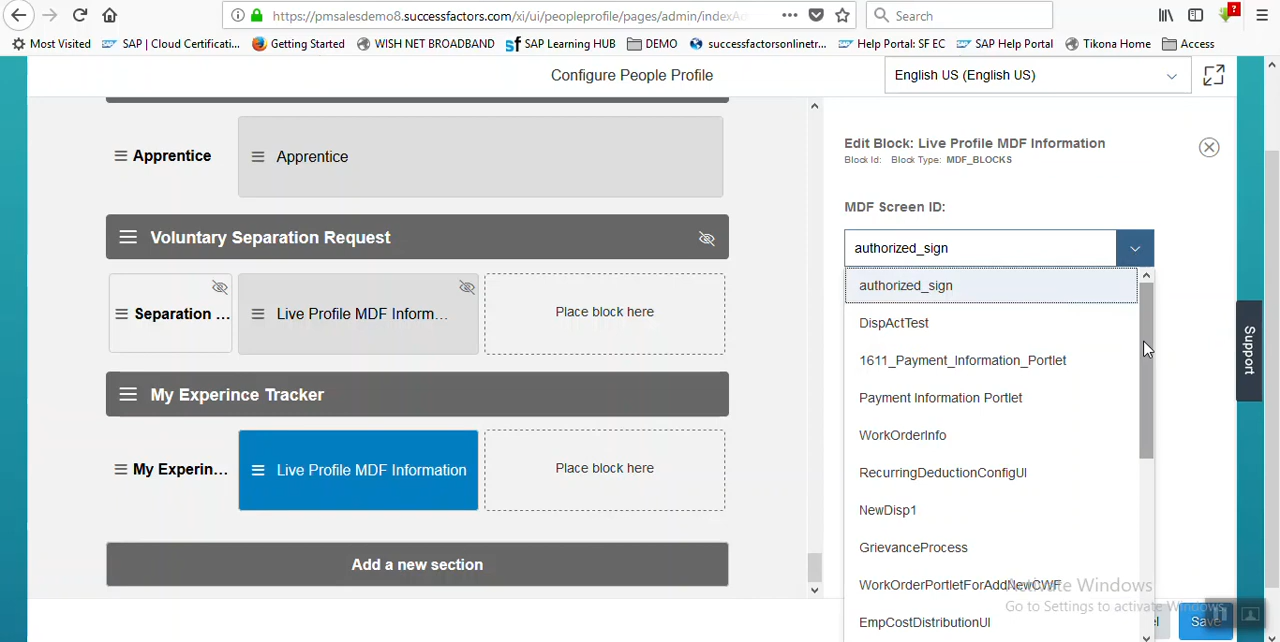 https://pmsalesdemo8.successfactors.com/xi/ui/peopleprofile/pages/admin/indexA
Search
?
Most Visited
SAP | Cloud Certificati...
Getting Started
WISH NET BROADBAND
SAP Learning HUB
DEMO
successfactorsonlinetr...
Help Portal: SF EC
SAP Help Portal
Tikona Home
Access
Configure People Profile
English US (English US)
Apprentice
Apprentice
Voluntary Separation Request
Separation ...
Live Profile MDF Inform...
Place block here
My Experince Tracker
My Experin...
Live Profile MDF Information
Place block here
Add a new section
Edit Block: Live Profile MDF Information
Block Id: Block Type: MDF_BLOCKS
MDF Screen ID:
authorized_sign
authorized_sign
DispActTest
1611_Payment_Information_Portlet
Payment Information Portlet
WorkOrderInfo
RecurringDeductionConfigUI
NewDisp1
GrievanceProcess
WorkOrderPortletForAddNewCWF
EmpCostDistributionUI
Support
Activate Windows
Go to Settings to activate Windows.
Save